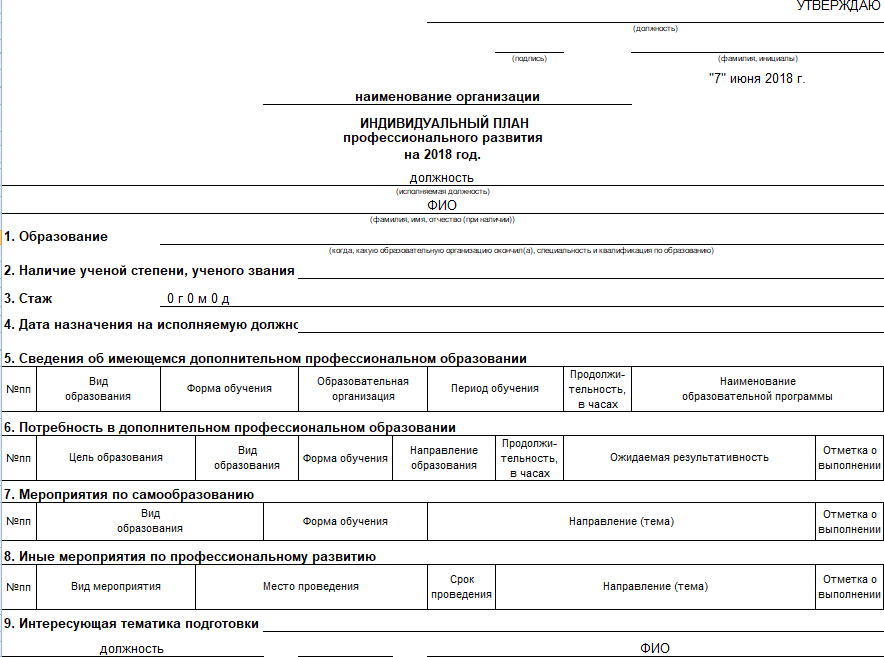 УТВЕРЖДАЮ
(должность)
(подпись) (фамилия, инициалы)
"7" июня 2018 г.
наименование организации
ИНДИВИДУАЛЬНЫЙ ПЛАН
профессионального развития
на 2018 год.
должность
(исполняемая должность)
ФИО
(фамилия, имя, отчество (при наличии))
1. Образование
(когда, какую образовательную организацию окончил(а), специальность и квалификация по образованию)
2. Наличие ученой степени, ученого звания
3. Стаж 0 г 0 м 0 д
4. Дата назначения на исполняемую должно
5. Сведения об имеющемся дополнительном профессиональном образовании
№пп
Вид
образования
Форма обучения
Образовательная
организация
Период обучения
Продолжи-
тельность,
в часах
Наименование
образовательной программы
6. Потребность в дополнительном профессиональном образовании
№пп
Цель образования
Вид
образования
Форма обучения
Направление
образования
Продолжи-
тельность,
в часах
Ожидаемая результативность
Отметка о
выполнении
7. Мероприятия по самообразованию
№пп
Вид
образования
Форма обучения
Направление (тема)
Отметка о
выполнении
8. Иные мероприятия по профессиональному развитию
№пп
Вид мероприятия
Место проведения
Срок
проведения
Направление (тема)
Отметка о
выполнении
9. Интересующая тематика подготовки
должность ФИО